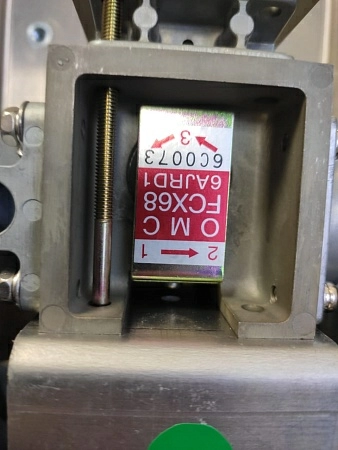 1 → 2
O M C
FCX68
6AJRD1
6C0073
3